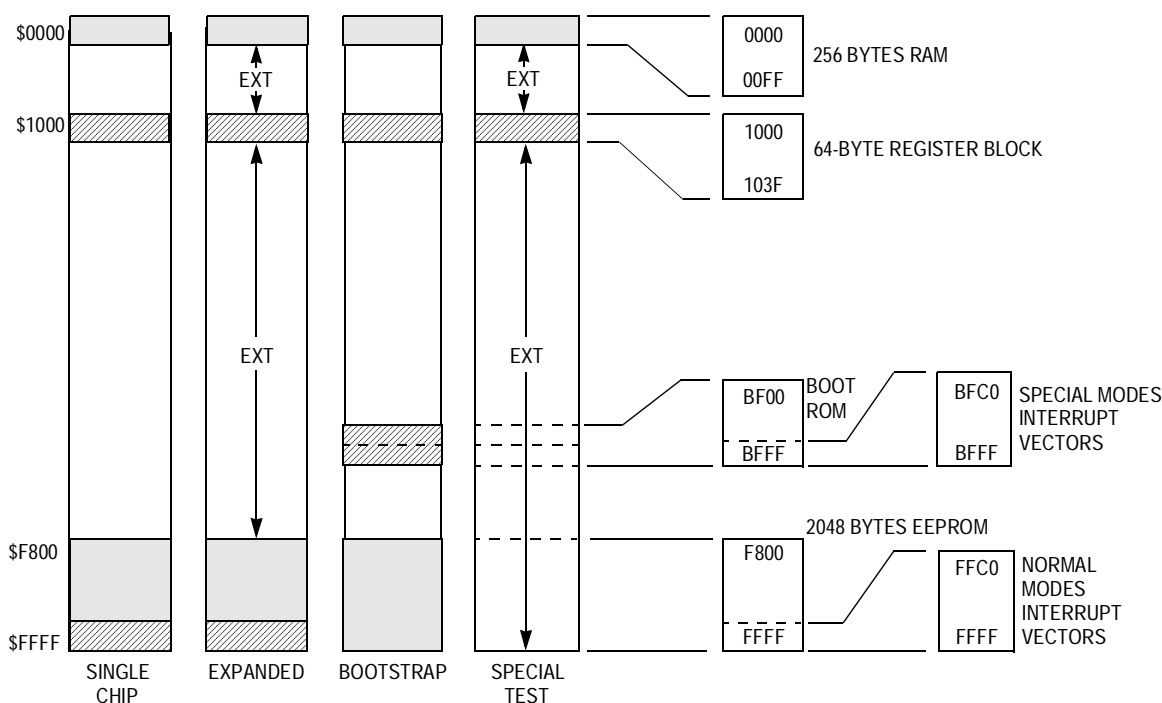 $0000
EXT
EXT
0000
00FF
256 BYTES RAM
$1000
1000
103F
64-BYTE REGISTER BLOCK
EXT
EXT
BF00
BFFF
BOOT
ROM
BFC0
BFFF
SPECIAL MODES
INTERRUPT
VECTORS
2048 BYTES EEPROM
$F800
F800
FFFF
FFC0
FFFF
NORMAL
MODES
INTERRUPT
VECTORS
$FFFF
SINGLE
CHIP
EXPANDED
BOOTSTRAP
SPECIAL
TEST